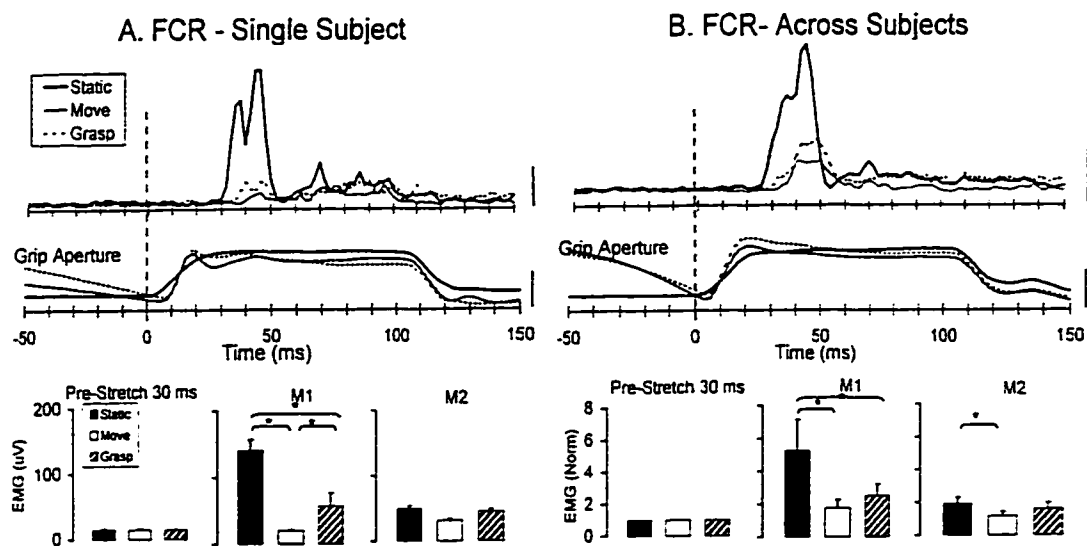 A. FCR - Single Subject
Static
Move
Grasp
Grip Aperture
-50 0 50 100 150
Time (ms)
Pre-Stretch 30 ms M1 M2
200
100
0
EMG (uV)
Static
Move
Grasp
* * *
B. FCR- Across Subjects
Grip Aperture
-50 0 50 100 150
Time (ms)
Pre-Stretch 30 ms M1 M2
8
6
4
2
0
EMG (Norm)
* * *